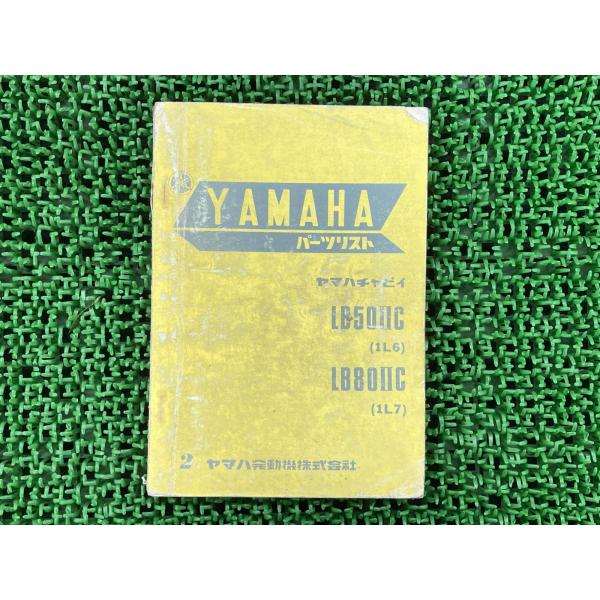 YAMAHA
パーツリスト
ヤマハチャピィ
LB50IIC
(1L6)
LB80IIC
(1L7)
2 ヤマハ発動機株式会社